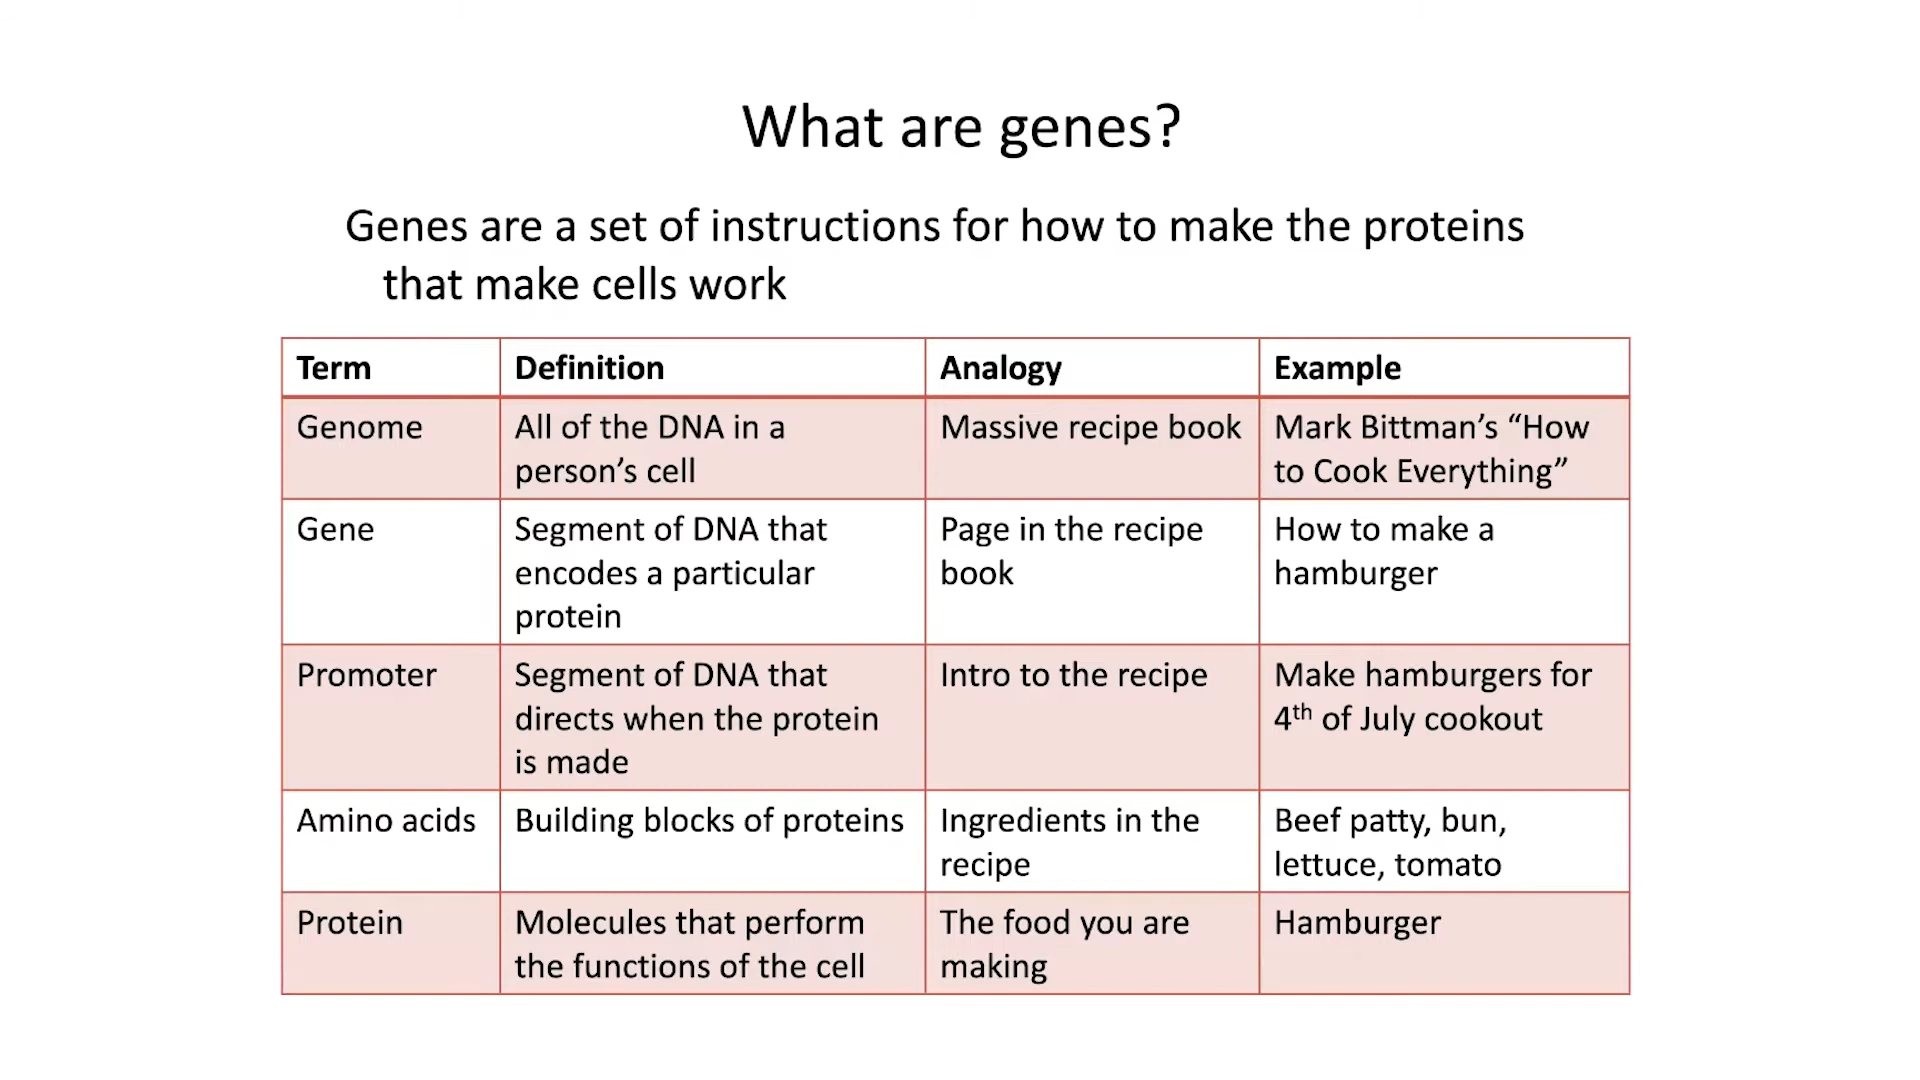 What are genes?
Genes are a set of instructions for how to make the proteins
that make cells work
Term Definition Analogy Example
Genome All of the DNA in a Massive recipe book Mark Bittman’s “How
person’s cell to Cook Everything”
Gene Segment of DNA that Page in the recipe How to make a
encodes a particular book hamburger
protein
Promoter Segment of DNA that Intro to the recipe Make hamburgers for
directs when the protein 4th of July cookout
is made
Amino acids Building blocks of proteins Ingredients in the Beef patty, bun,
recipe lettuce, tomato
Protein Molecules that perform The food you are Hamburger
the functions of the cell making